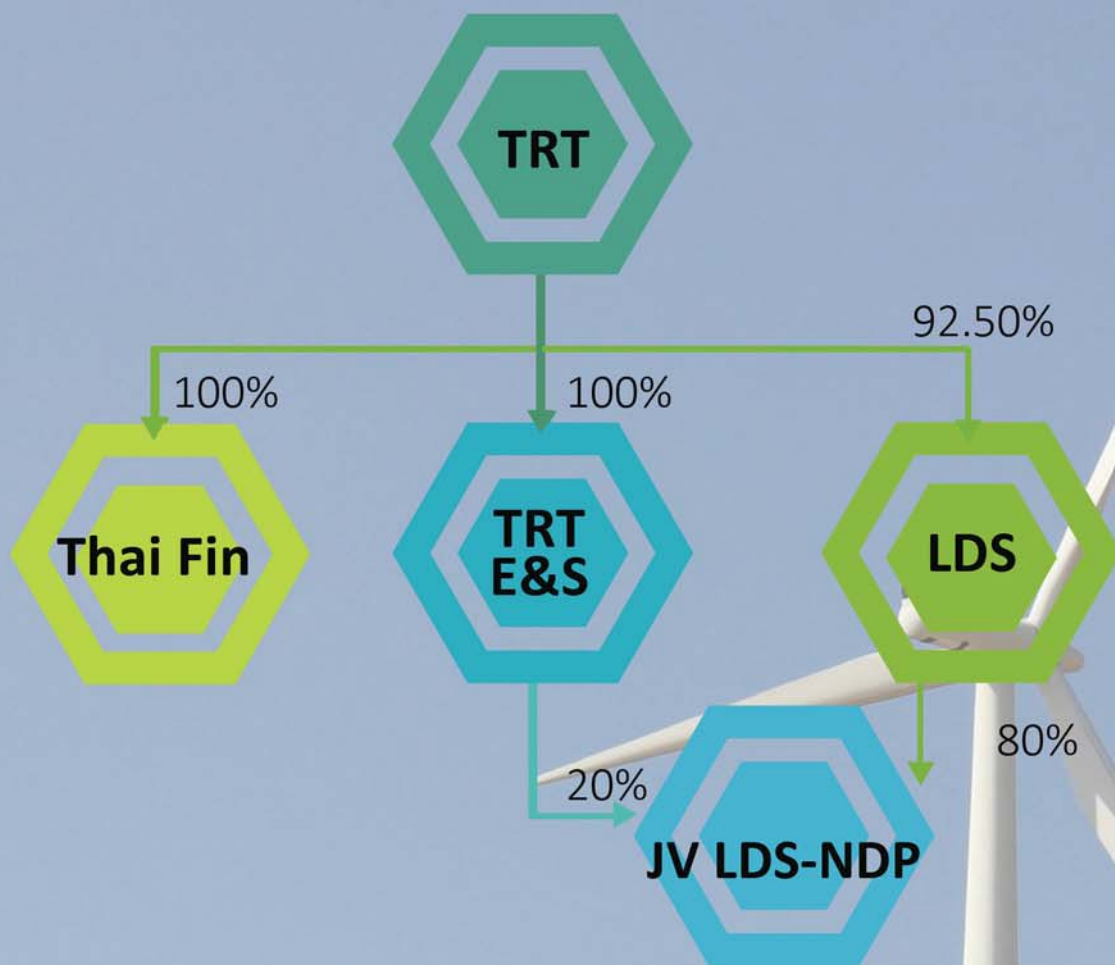 TRT
92.50%
100%
100%
Thai Fin
TRT
E&S
LDS
80%
20%
JV LDS-NDP